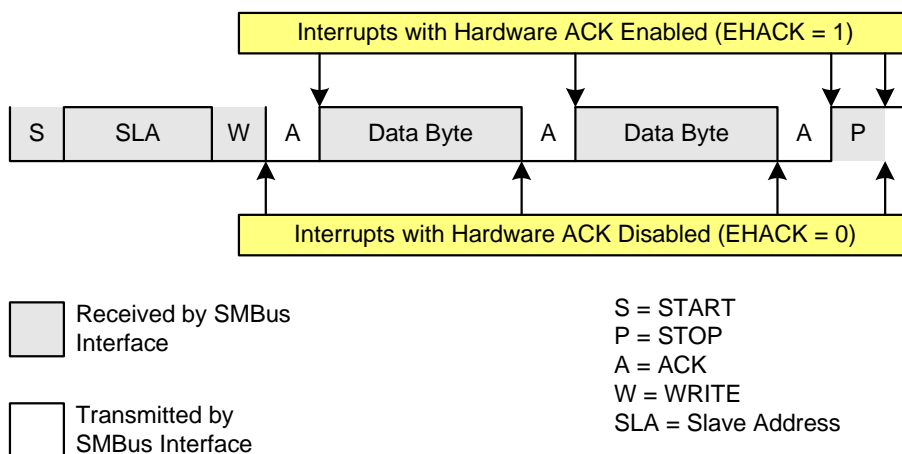 Interrupts with Hardware ACK Enabled (EHACK = 1)
S SLA W A Data Byte A Data Byte A P
Interrupts with Hardware ACK Disabled (EHACK = 0)
Received by SMBus
Interface
Transmitted by
SMBus Interface
S = START
P = STOP
A = ACK
W = WRITE
SLA = Slave Address